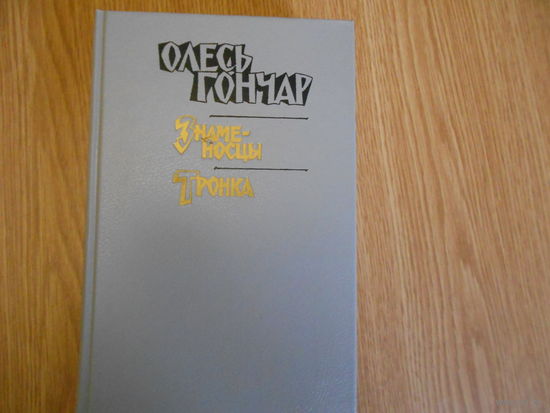 ОЛЕСЬ
ГОНЧАР
ЗНАМЕ-
НОСЦЫ
ТРОНКА